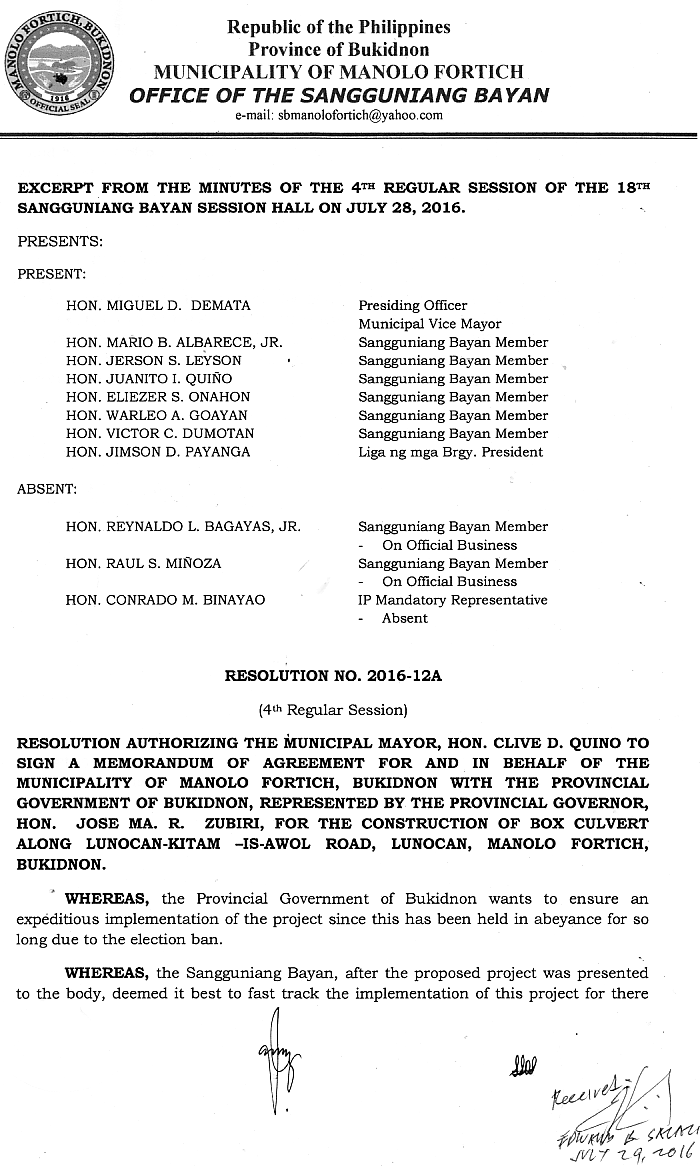 MANOLO FORTICH, BUKIDNON
1916
OFFICIAL SEAL
Republic of the Philippines
Province of Bukidnon
MUNICIPALITY OF MANOLO FORTICH
OFFICE OF THE SANGGUNIANG BAYAN
e-mail: sbmanolofortich@yahoo.com
EXCERPT FROM THE MINUTES OF THE 4TH REGULAR SESSION OF THE 18TH
SANGGUNIANG BAYAN SESSION HALL ON JULY 28, 2016.
PRESENTS:
PRESENT:
HON. MIGUEL D. DEMATA Presiding Officer
Municipal Vice Mayor
HON. MARIO B. ALBARECE, JR. Sangguniang Bayan Member
HON. JERSON S. LEYSON Sangguniang Bayan Member
HON. JUANITO I. QUIÑO Sangguniang Bayan Member
HON. ELIEZER S. ONAHON Sangguniang Bayan Member
HON. WARLEO A. GOAYAN Sangguniang Bayan Member
HON. VICTOR C. DUMOTAN Sangguniang Bayan Member
HON. JIMSON D. PAYANGA Liga ng mga Brgy. President
ABSENT:
HON. REYNALDO L. BAGAYAS, JR. Sangguniang Bayan Member
- On Official Business
HON. RAUL S. MIÑOZA Sangguniang Bayan Member
- On Official Business
HON. CONRADO M. BINAYAO IP Mandatory Representative
- Absent
RESOLUTION NO. 2016-12A
(4th Regular Session)
RESOLUTION AUTHORIZING THE MUNICIPAL MAYOR, HON. CLIVE D. QUINO TO
SIGN A MEMORANDUM OF AGREEMENT FOR AND IN BEHALF OF THE
MUNICIPALITY OF MANOLO FORTICH, BUKIDNON WITH THE PROVINCIAL
GOVERNMENT OF BUKIDNON, REPRESENTED BY THE PROVINCIAL GOVERNOR,
HON. JOSE MA. R. ZUBIRI, FOR THE CONSTRUCTION OF BOX CULVERT
ALONG LUNOCAN-KITAM –IS-AWOL ROAD, LUNOCAN, MANOLO FORTICH,
BUKIDNON.
WHEREAS, the Provincial Government of Bukidnon wants to ensure an
expeditious implementation of the project since this has been held in abeyance for so
long due to the election ban.
WHEREAS, the Sangguniang Bayan, after the proposed project was presented
to the body, deemed it best to fast track the implementation of this project for there
Received:
B.
JULY 29, 2016